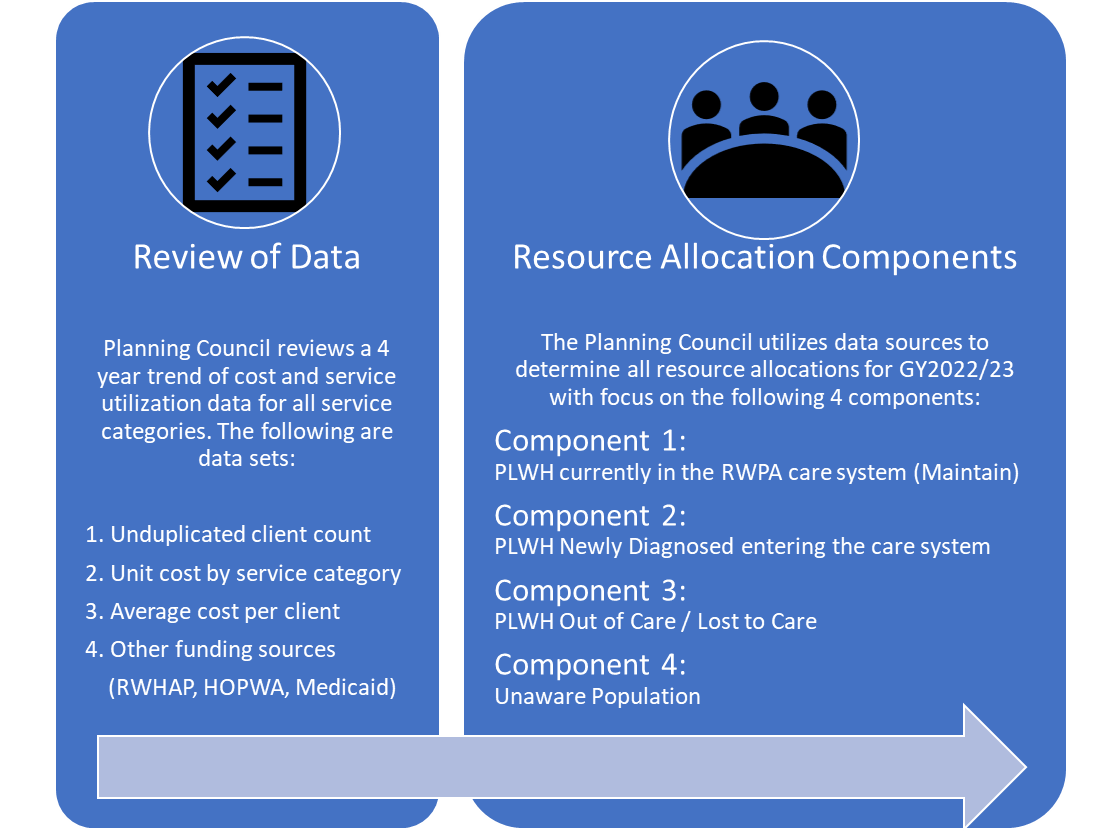 Review of Data
Planning Council reviews a 4
year trend of cost and service
utilization data for all service
categories. The following are
data sets:
1. Unduplicated client count
2. Unit cost by service category
3. Average cost per client
4. Other funding sources
(RWHAP, HOPWA, Medicaid)
Resource Allocation Components
The Planning Council utilizes data sources to
determine all resource allocations for GY2022/23
with focus on the following 4 components:
Component 1:
PLWH currently in the RWPA care system (Maintain)
Component 2:
PLWH Newly Diagnosed entering the care system
Component 3:
PLWH Out of Care / Lost to Care
Component 4:
Unaware Population